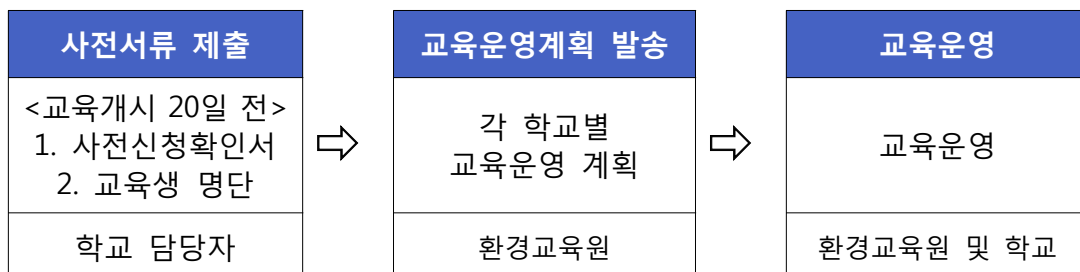 사전서류 제출
<교육개시 20일 전>
1. 사전신청확인서
2. 교육생 명단
학교 담당자
교육운영계획 발송
각 학교별
교육운영 계획
환경교육원
교육운영
교육운영
환경교육원 및 학교